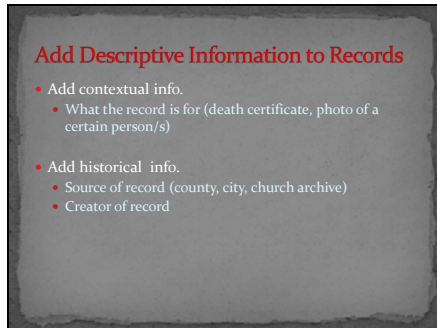 Add Descriptive Information to Records
• Add contextual info.
• What the record is for (death certificate, photo of a
certain person/s)
• Add historical  info.
• Source of record (county, city, church archive)
• Creator of record